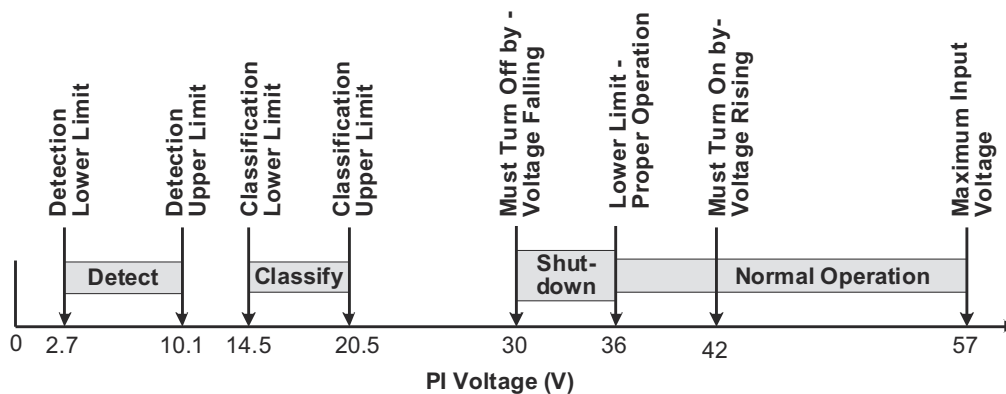 Detection
Lower Limit
Detection
Upper Limit
Classification
Lower Limit
Classification
Upper Limit
Must Turn Off by -
Voltage Falling
Lower Limit -
Proper Operation
Must Turn On by-
Voltage Rising
Maximum Input
Voltage
Detect
Classify
Shut-
down
Normal Operation
0
2.7
10.1
14.5
20.5
30
36
42
57
PI Voltage (V)